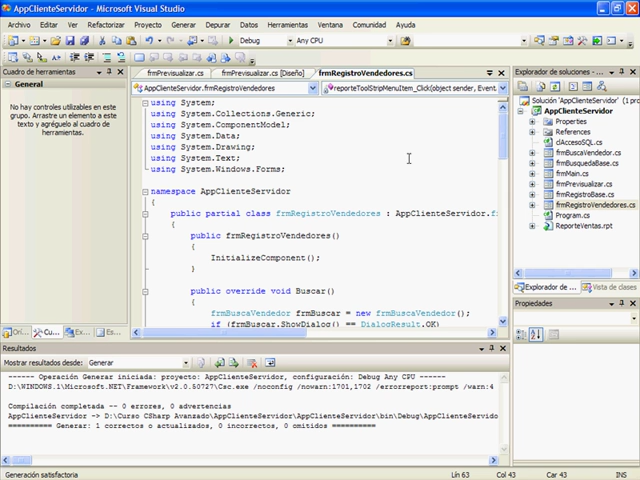 AppClienteServidor - Microsoft Visual Studio
Archivo Editar Ver Refactorizar Proyecto Generar Depurar Datos Herramientas Ventana Comunidad Ayuda
Debug Any CPU
Cuadro de herramientas
General
No hay controles utilizables en este grupo. Arrastre un elemento a este texto y agréguelo al cuadro de herramientas.
frmPrevisualizar.cs frmPrevisualizar.cs [Diseño] frmRegistroVendedores.cs
AppClienteServidor.frmRegistroVendedores reporteToolStripMenuItem_Click(object sender, Event
using System;
using System.Collections.Generic;
using System.ComponentModel;
using System.Data;
using System.Drawing;
using System.Text;
using System.Windows.Forms;
namespace AppClienteServidor
{
public partial class frmRegistroVendedores : AppClienteServidor.f
{
public frmRegistroVendedores()
{
InitializeComponent();
}
public override void Buscar()
{
frmBuscaVendedor frmBuscar = new frmBuscaVendedor();
if (frmBuscar.ShowDialog() == DialogResult.OK)
Explorador de soluciones - ...
Solución 'AppClienteServidor'
AppClienteServidor
Properties
References
clAccesoSQL.cs
frmBuscaVendedor.cs
frmBusquedaBase.cs
frmMain.cs
frmPrevisualizar.cs
frmRegistroBase.cs
frmRegistroVendedores.cs
Program.cs
ReporteVentas.rpt
Explorador de ... Vista de clases
Propiedades
Orí... Cu... Ex... Es...
Resultados
Mostrar resultados desde: Generar
------ Operación Generar iniciada: proyecto: AppClienteServidor, configuración: Debug Any CPU ------
D:\WINDOWS.1\Microsoft.NET\Framework\v2.0.50727\Csc.exe /noconfig /nowarn:1701,1702 /errorreport:prompt /warn:4
Compilación completada -- 0 errores, 0 advertencias
AppClienteServidor -> D:\Curso CSharp Avanzado\AppClienteServidor\AppClienteServidor\bin\Debug\AppClienteServidor
========== Generar: 1 correctos o actualizados, 0 incorrectos, 0 omitidos ==========
Generación satisfactoria Lín 63 Col 43 Car 43 INS